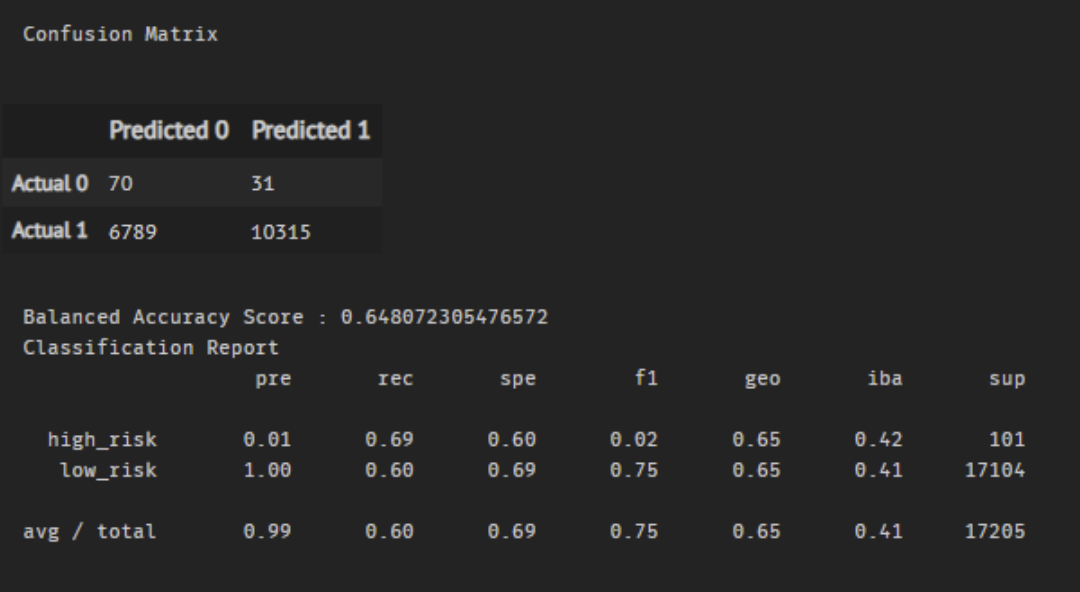 Confusion Matrix
Predicted 0 Predicted 1
Actual 0 70 31
Actual 1 6789 10315
Balanced Accuracy Score : 0.648072305476572
Classification Report
pre rec spe f1 geo iba sup
high_risk 0.01 0.69 0.60 0.02 0.65 0.42 101
low_risk 1.00 0.60 0.69 0.75 0.65 0.41 17104
avg / total 0.99 0.60 0.69 0.75 0.65 0.41 17205